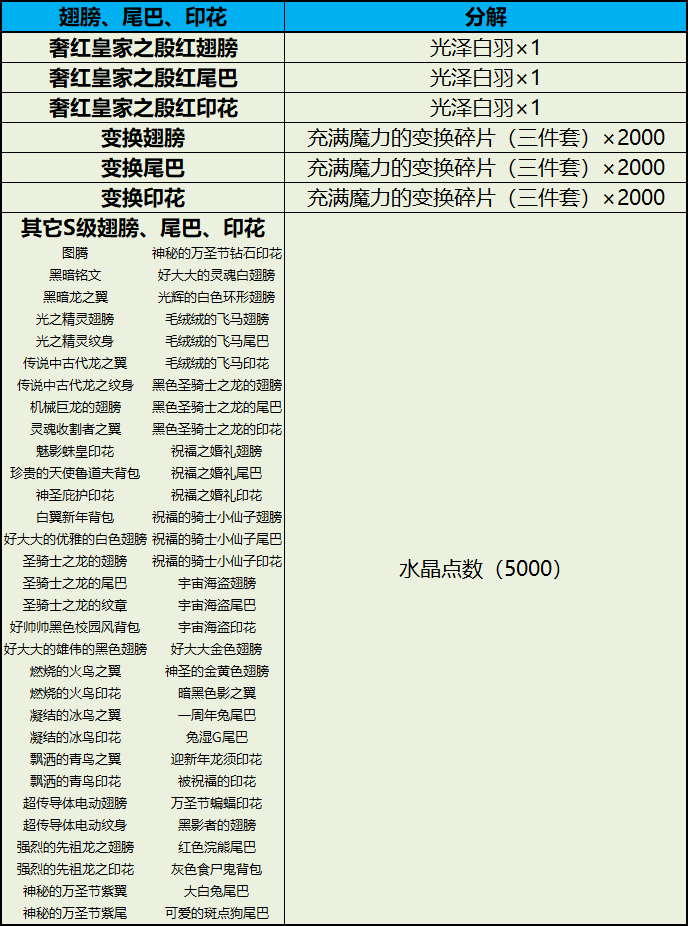 翅膀、尾巴、印花 分解
奢红皇家之殷红翅膀 光泽白羽×1
奢红皇家之殷红尾巴 光泽白羽×1
奢红皇家之殷红印花 光泽白羽×1
变换翅膀 充满魔力的变换碎片（三件套）×2000
变换尾巴 充满魔力的变换碎片（三件套）×2000
变换印花 充满魔力的变换碎片（三件套）×2000
其它S级翅膀、尾巴、印花
图腾 神秘的万圣节钻石印花
黑暗铭文 好大大的灵魂白翅膀
黑暗龙之翼 光辉的白色环形翅膀
光之精灵翅膀 毛绒绒的飞马翅膀
光之精灵纹身 毛绒绒的飞马尾巴
传说中古代龙之翼 毛绒绒的飞马印花
传说中古代龙之纹身 黑色圣骑士之龙的翅膀
机械巨龙的翅膀 黑色圣骑士之龙的尾巴
灵魂收割者之翼 黑色圣骑士之龙的印花
魅影蛛皇印花 祝福之婚礼翅膀
珍贵的天使鲁道夫背包 祝福之婚礼尾巴
神圣庇护印花 祝福之婚礼印花
白翼新年背包 祝福的骑士小仙子翅膀
好大大的优雅的白色翅膀 祝福的骑士小仙子尾巴
圣骑士之龙的翅膀 祝福的骑士小仙子印花
水晶点数（5000）
圣骑士之龙的尾巴 宇宙海盗翅膀
圣骑士之龙的纹章 宇宙海盗尾巴
好帅帅黑色校园风背包 宇宙海盗印花
好大大的雄伟的黑色翅膀 好大大金色翅膀
燃烧的火鸟之翼 神圣的金黄色翅膀
燃烧的火鸟印花 暗黑色影之翼
凝结的冰鸟之翼 一周年兔尾巴
凝结的冰鸟印花 兔湿G尾巴
飘洒的青鸟之翼 迎新年龙须印花
飘洒的青鸟印花 被祝福的印花
超传导体电动翅膀 万圣节蝙蝠印花
超传导体电动纹身 黑影者的翅膀
强烈的先祖龙之翅膀 红色浣熊尾巴
强烈的先祖龙之印花 灰色食尸鬼背包
神秘的万圣节紫翼 大白兔尾巴
神秘的万圣节紫尾 可爱的斑点狗尾巴